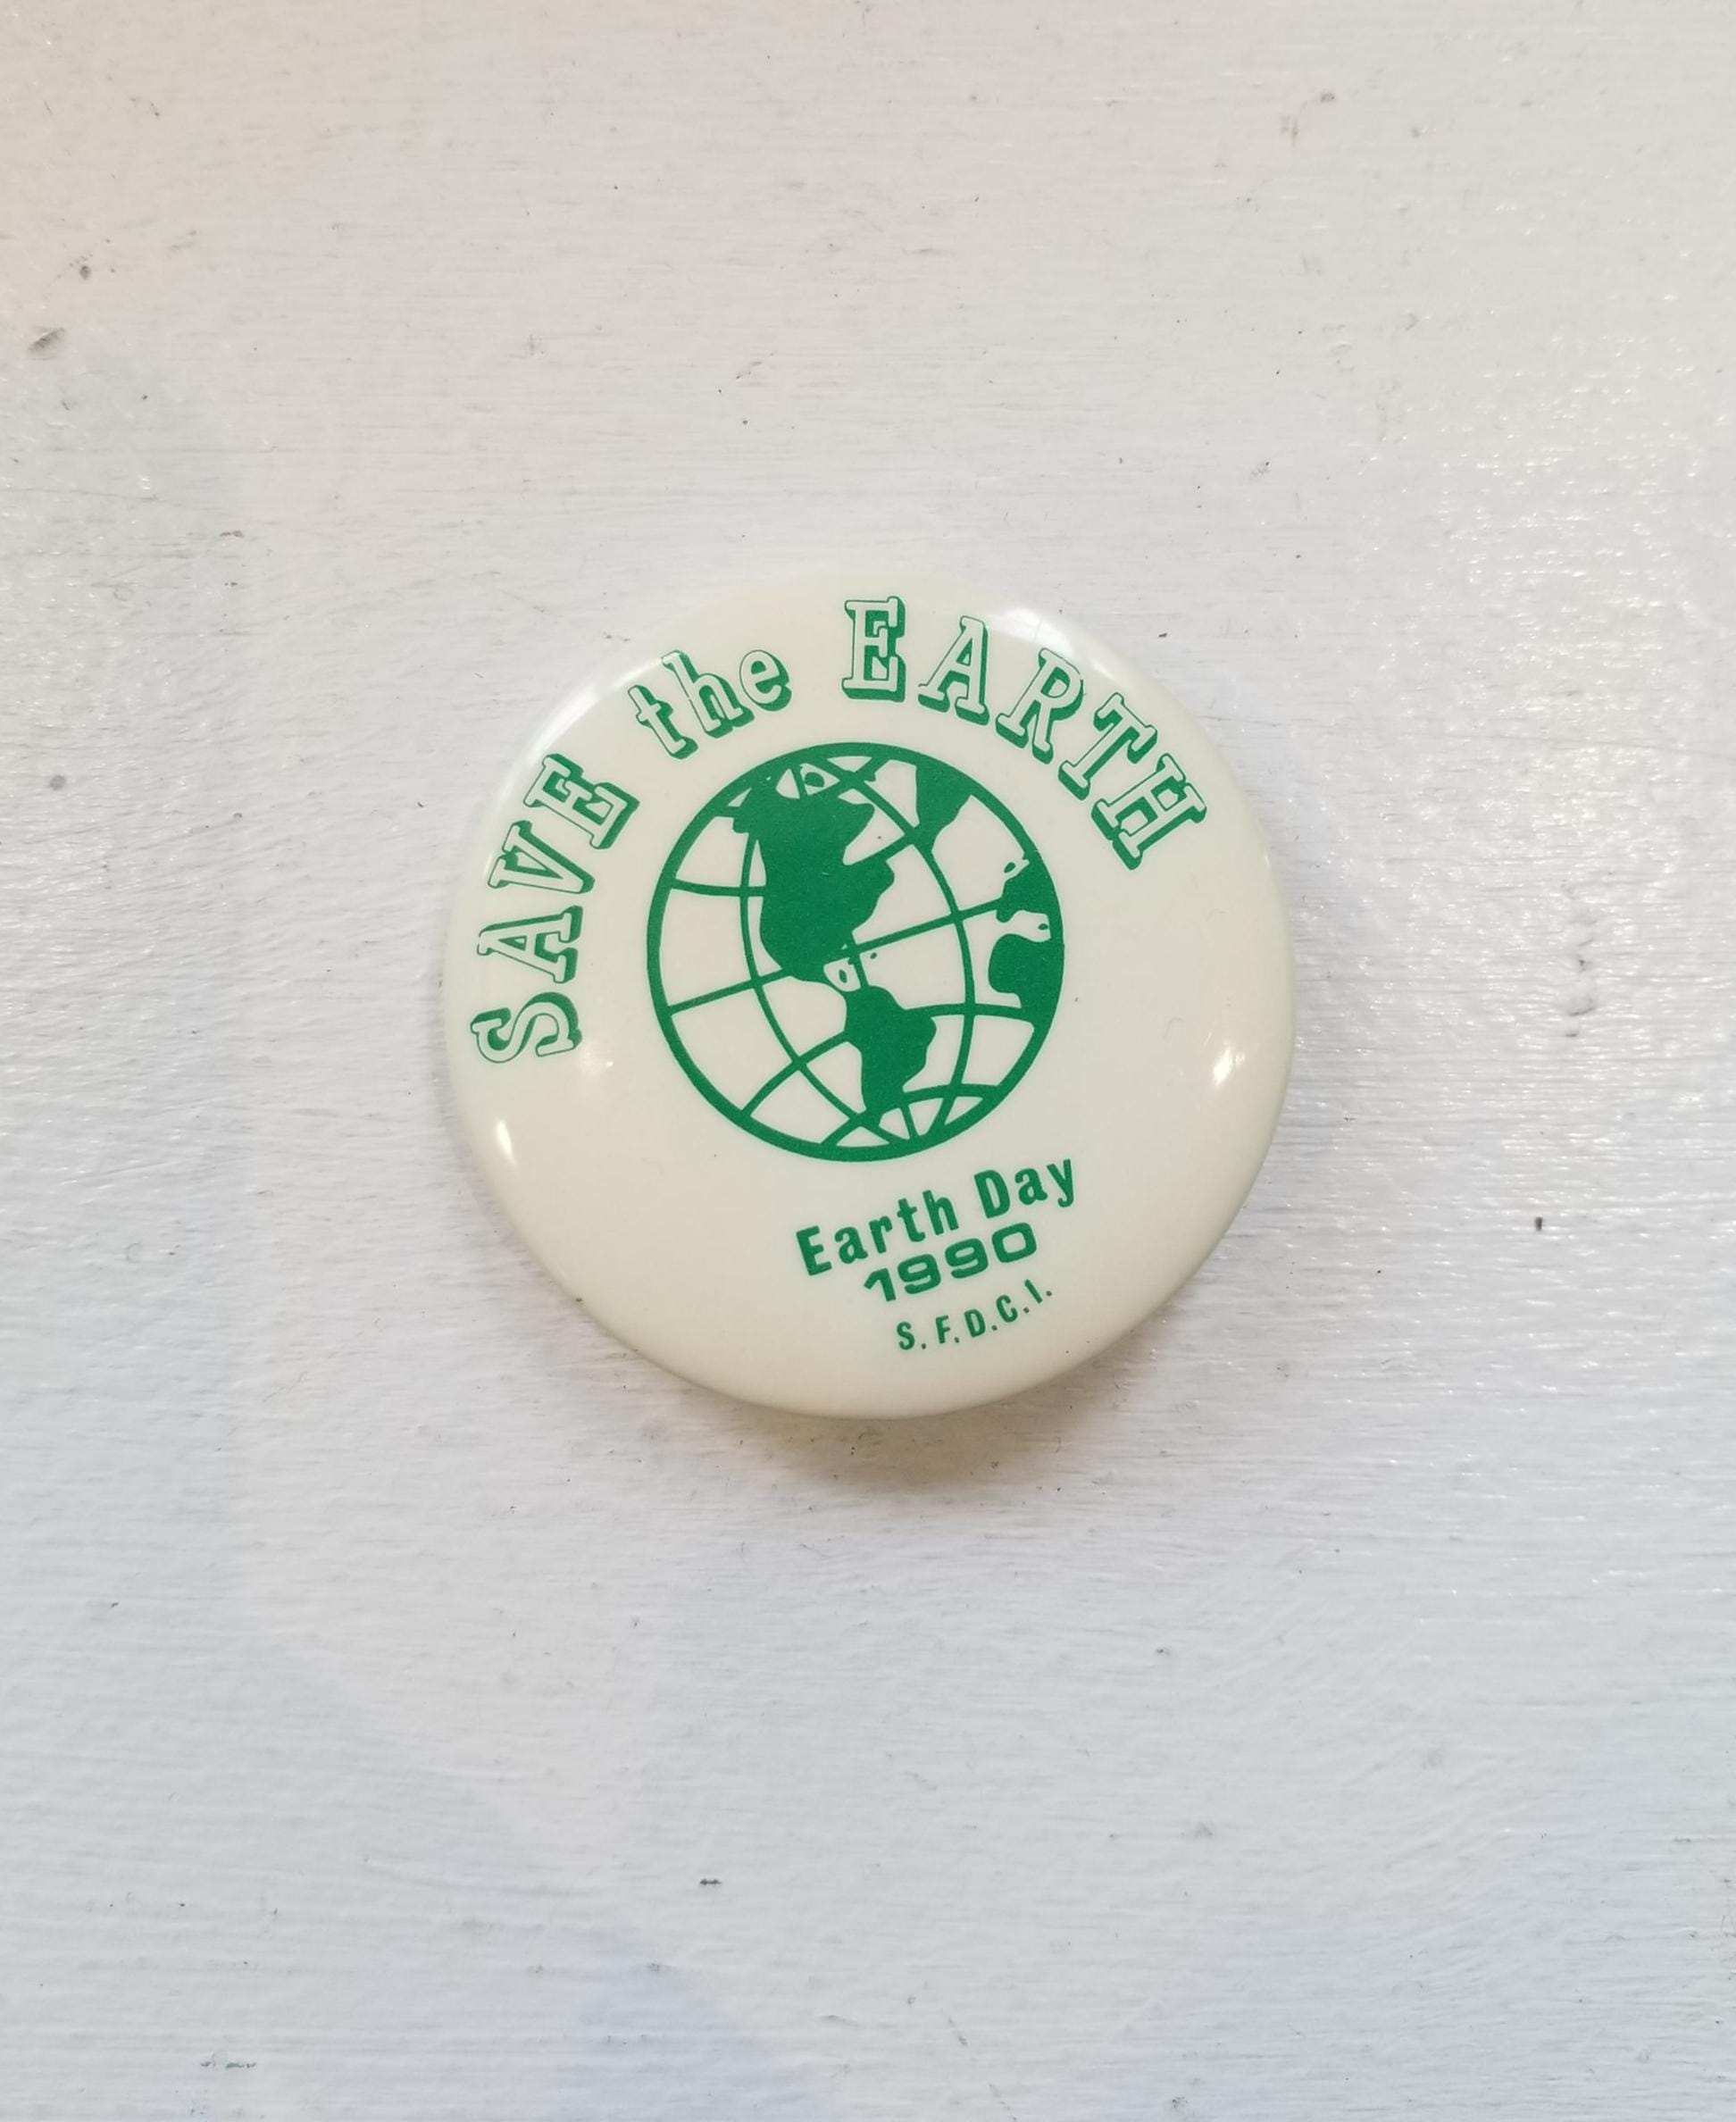 SAVE the EARTH
Earth Day
1990
S.F.D.C.I.